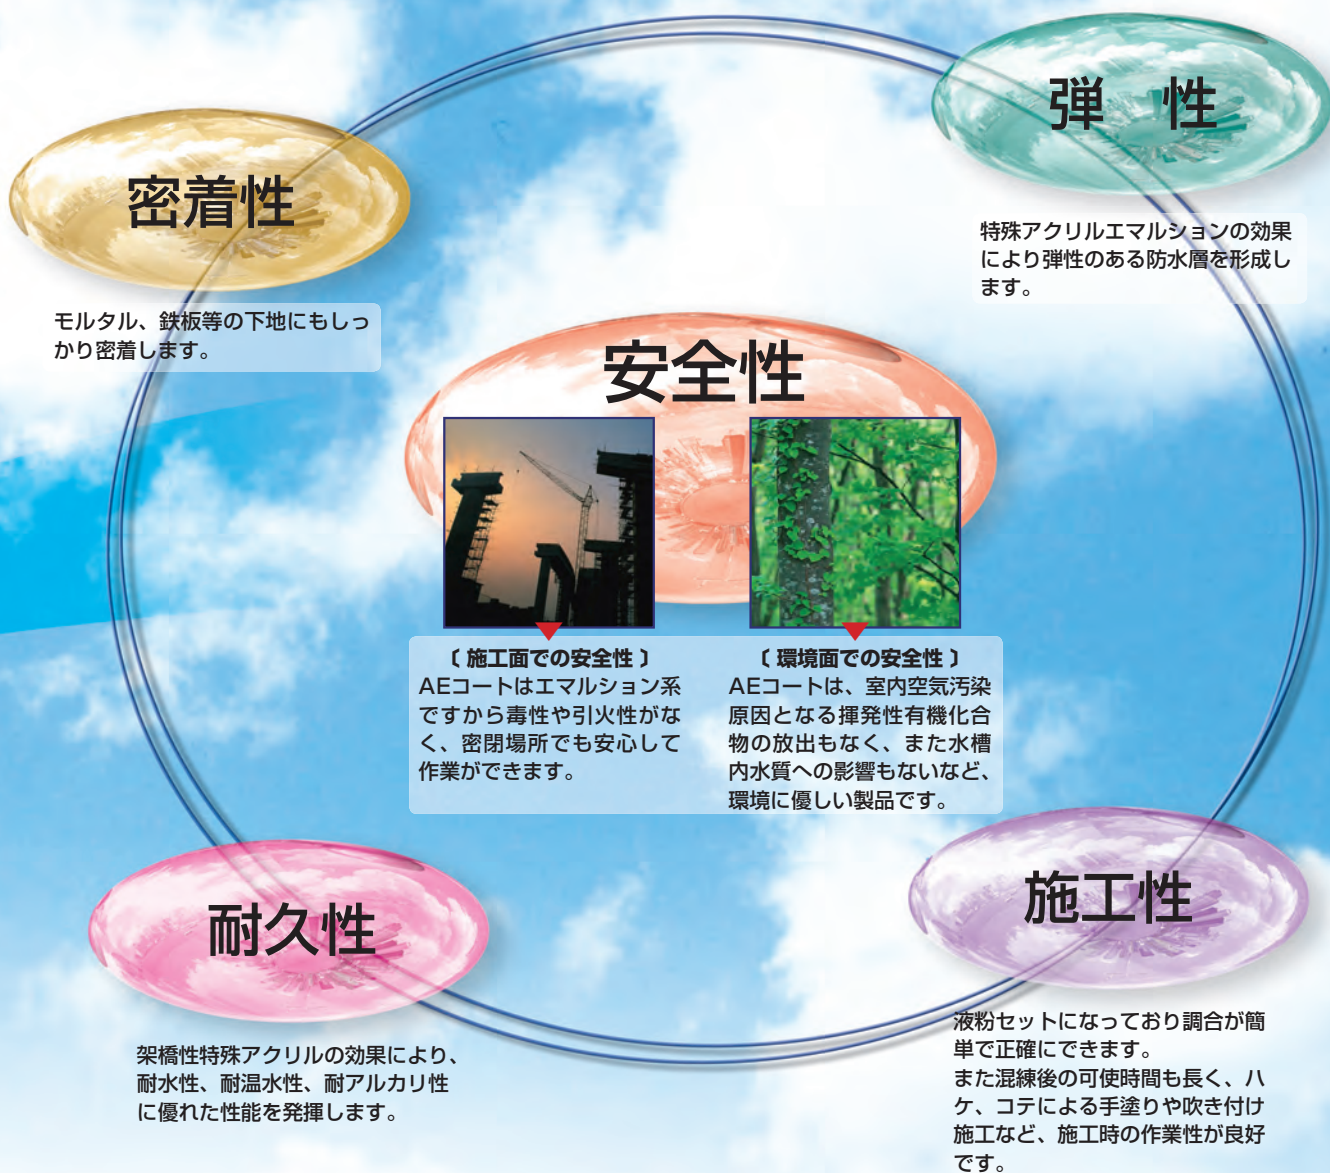 弾　性
特殊アクリルエマルションの効果
により弾性のある防水層を形成し
ます。
密着性
モルタル、鉄板等の下地にもしっ
かり密着します。
安全性
〔 施工面での安全性 〕
AEコートはエマルション系
ですから毒性や引火性がな
く、密閉場所でも安心して
作業ができます。
〔 環境面での安全性 〕
AEコートは、室内空気汚染
原因となる揮発性有機化合
物の放出もなく、また水槽
内水質への影響もないなど、
環境に優しい製品です。
耐久性
架橋性特殊アクリルの効果により、
耐水性、耐温水性、耐アルカリ性
に優れた性能を発揮します。
施工性
液粉セットになっており調合が簡
単で正確にできます。
また混練後の可使時間も長く、ハ
ケ、コテによる手塗りや吹き付け
施工など、施工時の作業性が良好
です。